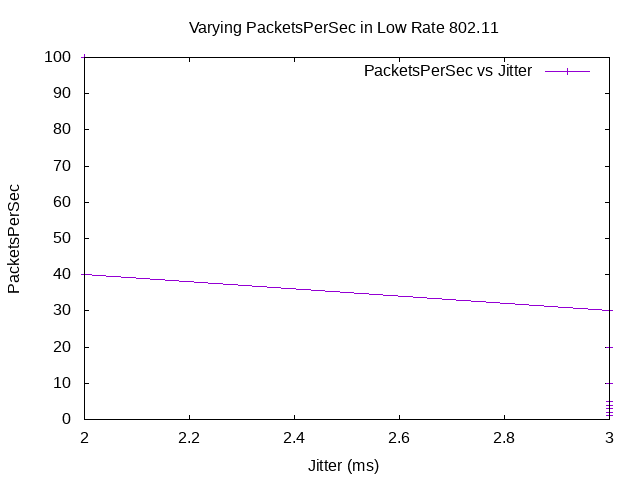 Varying PacketsPerSec in Low Rate 802.11
PacketsPerSec vs Jitter
100
90
80
70
60
50
40
30
20
10
0
PacketsPerSec
2 2.2 2.4 2.6 2.8 3
Jitter (ms)